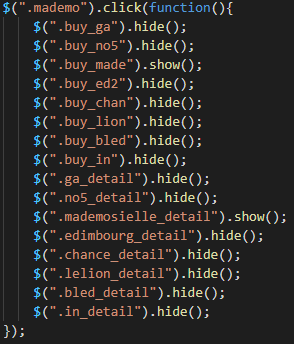 $(".mademo").click(function(){
$(".buy_ga").hide();
$(".buy_no5").hide();
$(".buy_made").show();
$(".buy_ed2").hide();
$(".buy_chan").hide();
$(".buy_lion").hide();
$(".buy_bled").hide();
$(".buy_in").hide();
$(".ga_detail").hide();
$(".no5_detail").hide();
$(".mademosielle_detail").show();
$(".edimbourg_detail").hide();
$(".chance_detail").hide();
$(".lelion_detail").hide();
$(".bled_detail").hide();
$(".in_detail").hide();
});